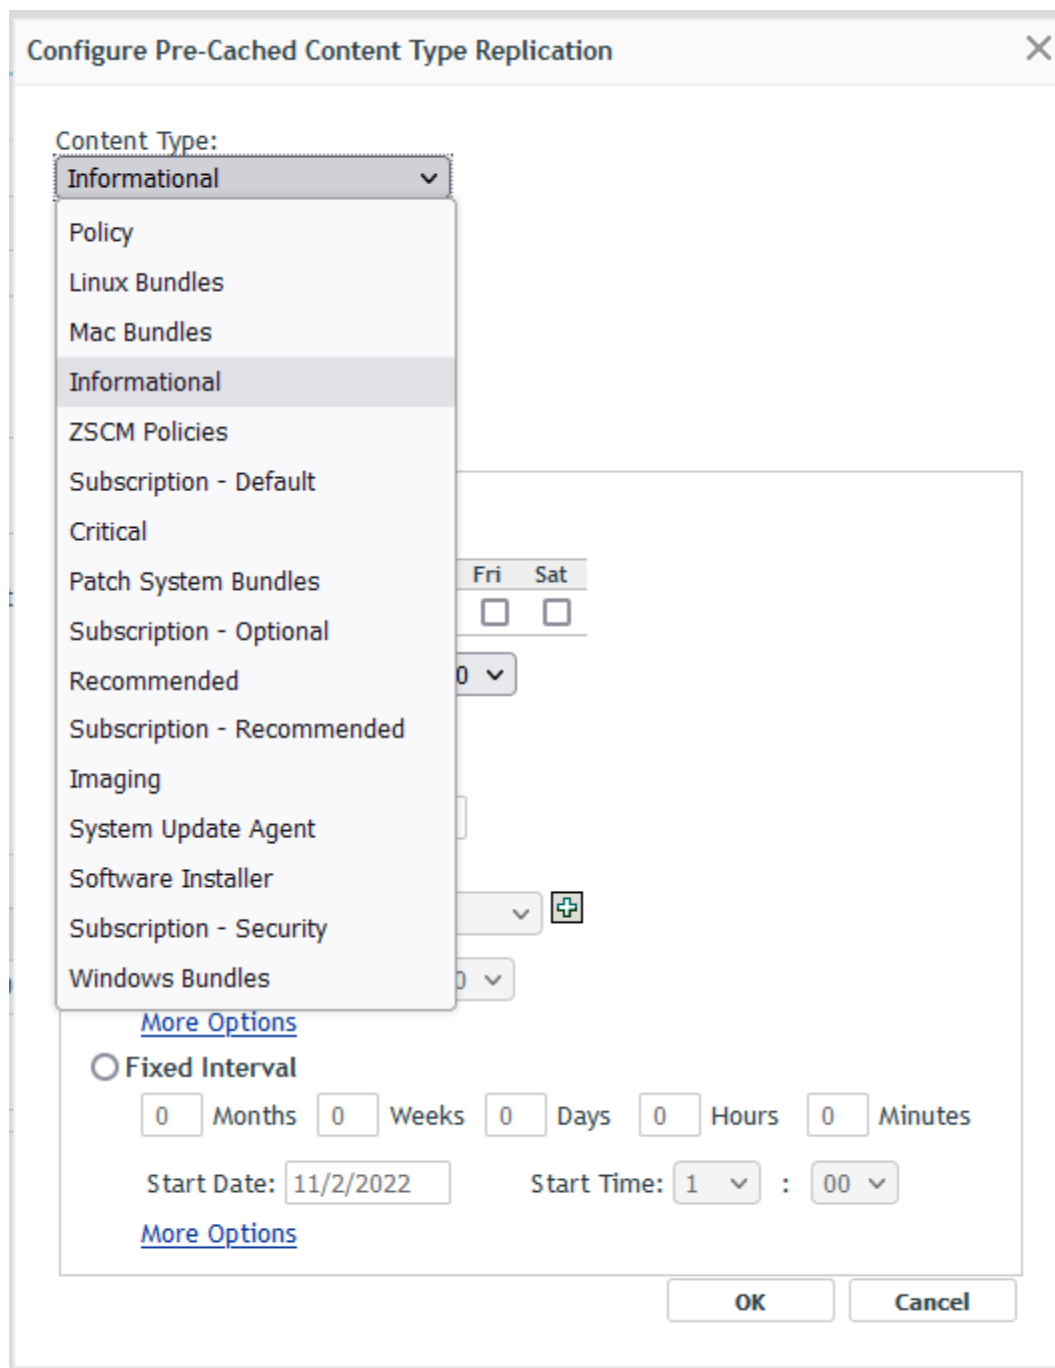 Configure Pre-Cached Content Type Replication
Content Type:
Informational
Policy
Linux Bundles
Mac Bundles
Informational
ZSCM Policies
Subscription - Default
Critical
Patch System Bundles
Fri Sat
Subscription - Optional
Recommended
0
Subscription - Recommended
Imaging
System Update Agent
Software Installer
Subscription - Security
Windows Bundles
More Options
Fixed Interval
0 Months 0 Weeks 0 Days 0 Hours 0 Minutes
Start Date: 11/2/2022 Start Time: 1 : 00
More Options
OK Cancel